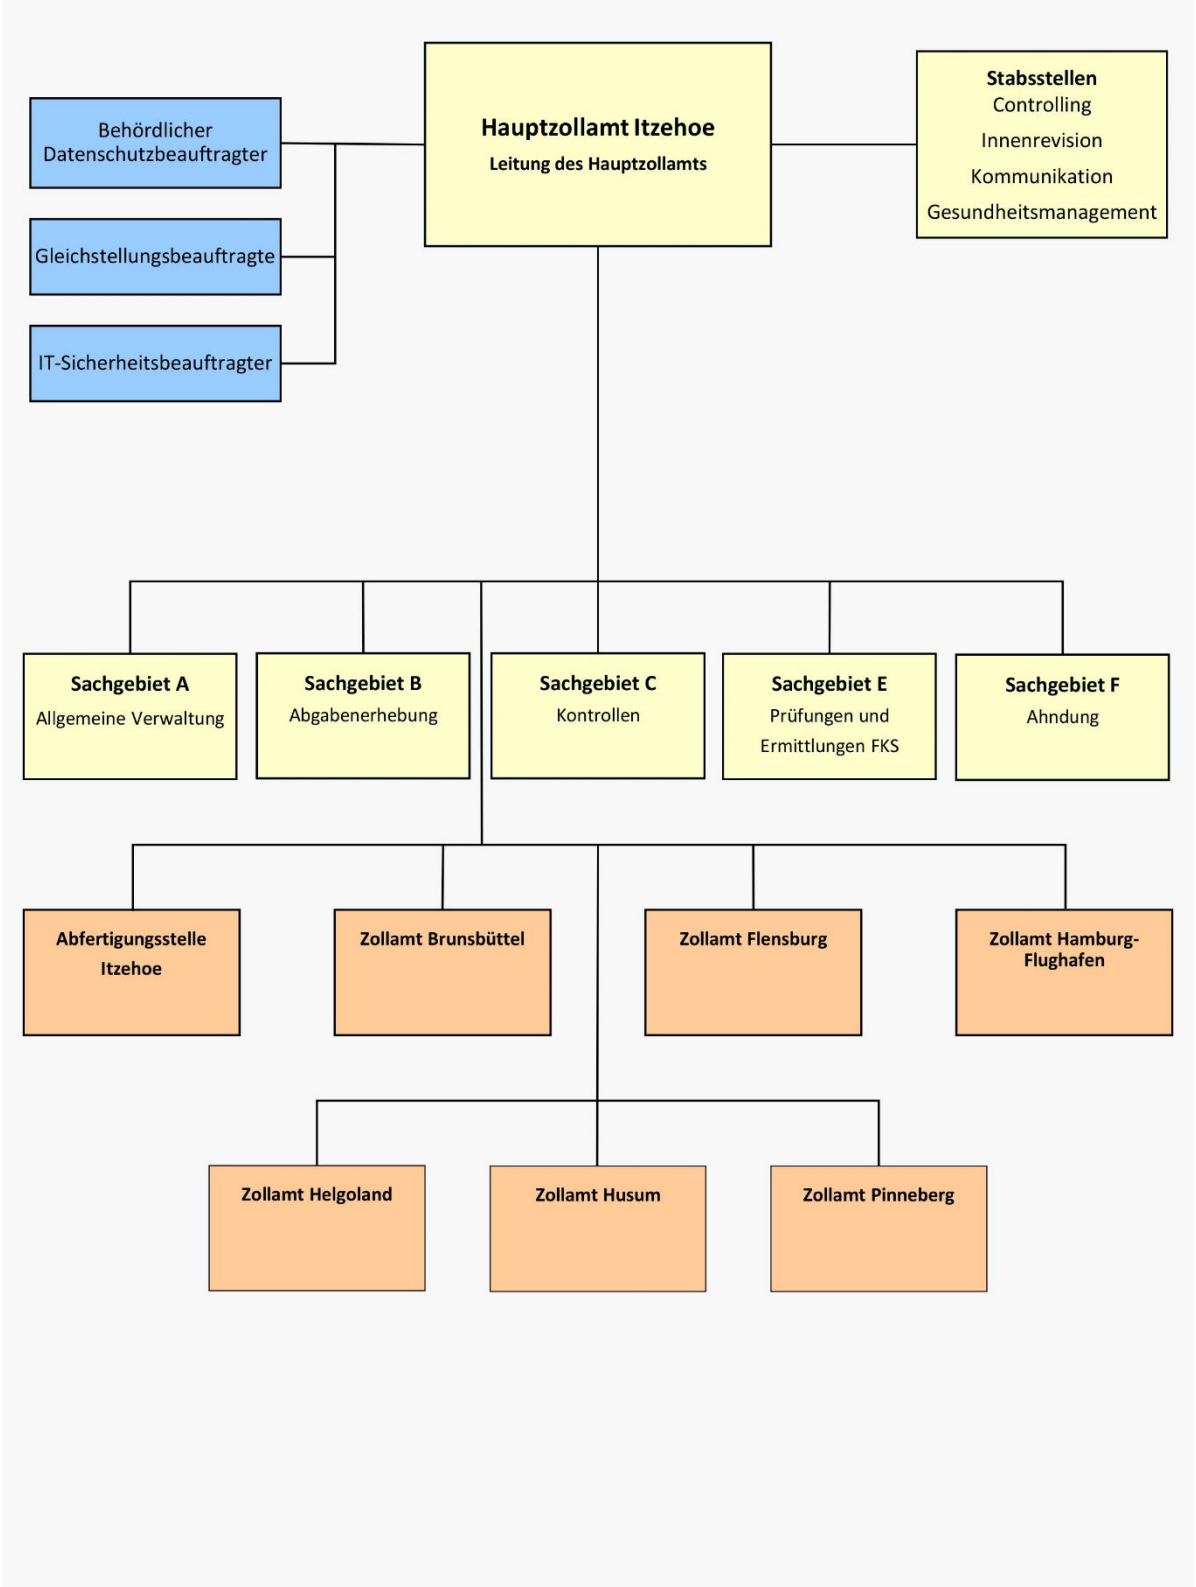 Hauptzollamt Itzehoe
Leitung des Hauptzollamts
Stabsstellen
Controlling
Innenrevision
Kommunikation
Gesundheitsmanagement
Behördlicher
Datenschutzbeauftragter
Gleichstellungsbeauftragte
IT-Sicherheitsbeauftragter
Sachgebiet A
Allgemeine Verwaltung
Sachgebiet B
Abgabenerhebung
Sachgebiet C
Kontrollen
Sachgebiet E
Prüfungen und
Ermittlungen FKS
Sachgebiet F
Ahndung
Abfertigungsstelle
Itzehoe
Zollamt Brunsbüttel
Zollamt Flensburg
Zollamt Hamburg-
Flughafen
Zollamt Helgoland
Zollamt Husum
Zollamt Pinneberg